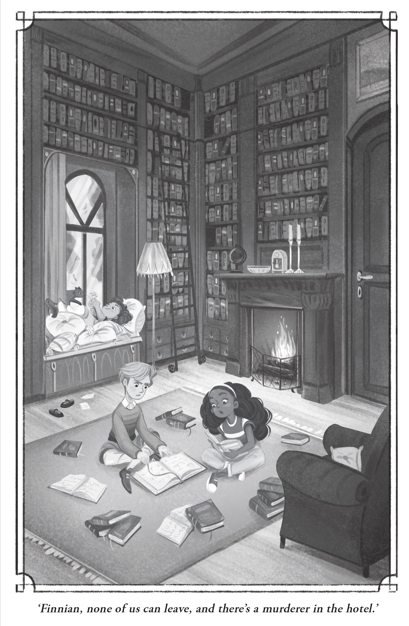 'Finnian, none of us can leave, and there's a murderer in the hotel.'